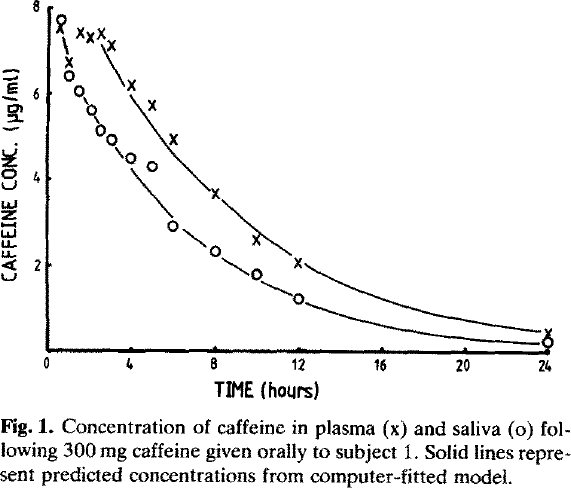 8
6
4
2
CAFFEINE CONC. (µg/ml)
0 4 8 12 16 20 24
TIME (hours)
Fig. 1. Concentration of caffeine in plasma (x) and saliva (o) fol-
lowing 300 mg caffeine given orally to subject 1. Solid lines repre-
sent predicted concentrations from computer-fitted model.